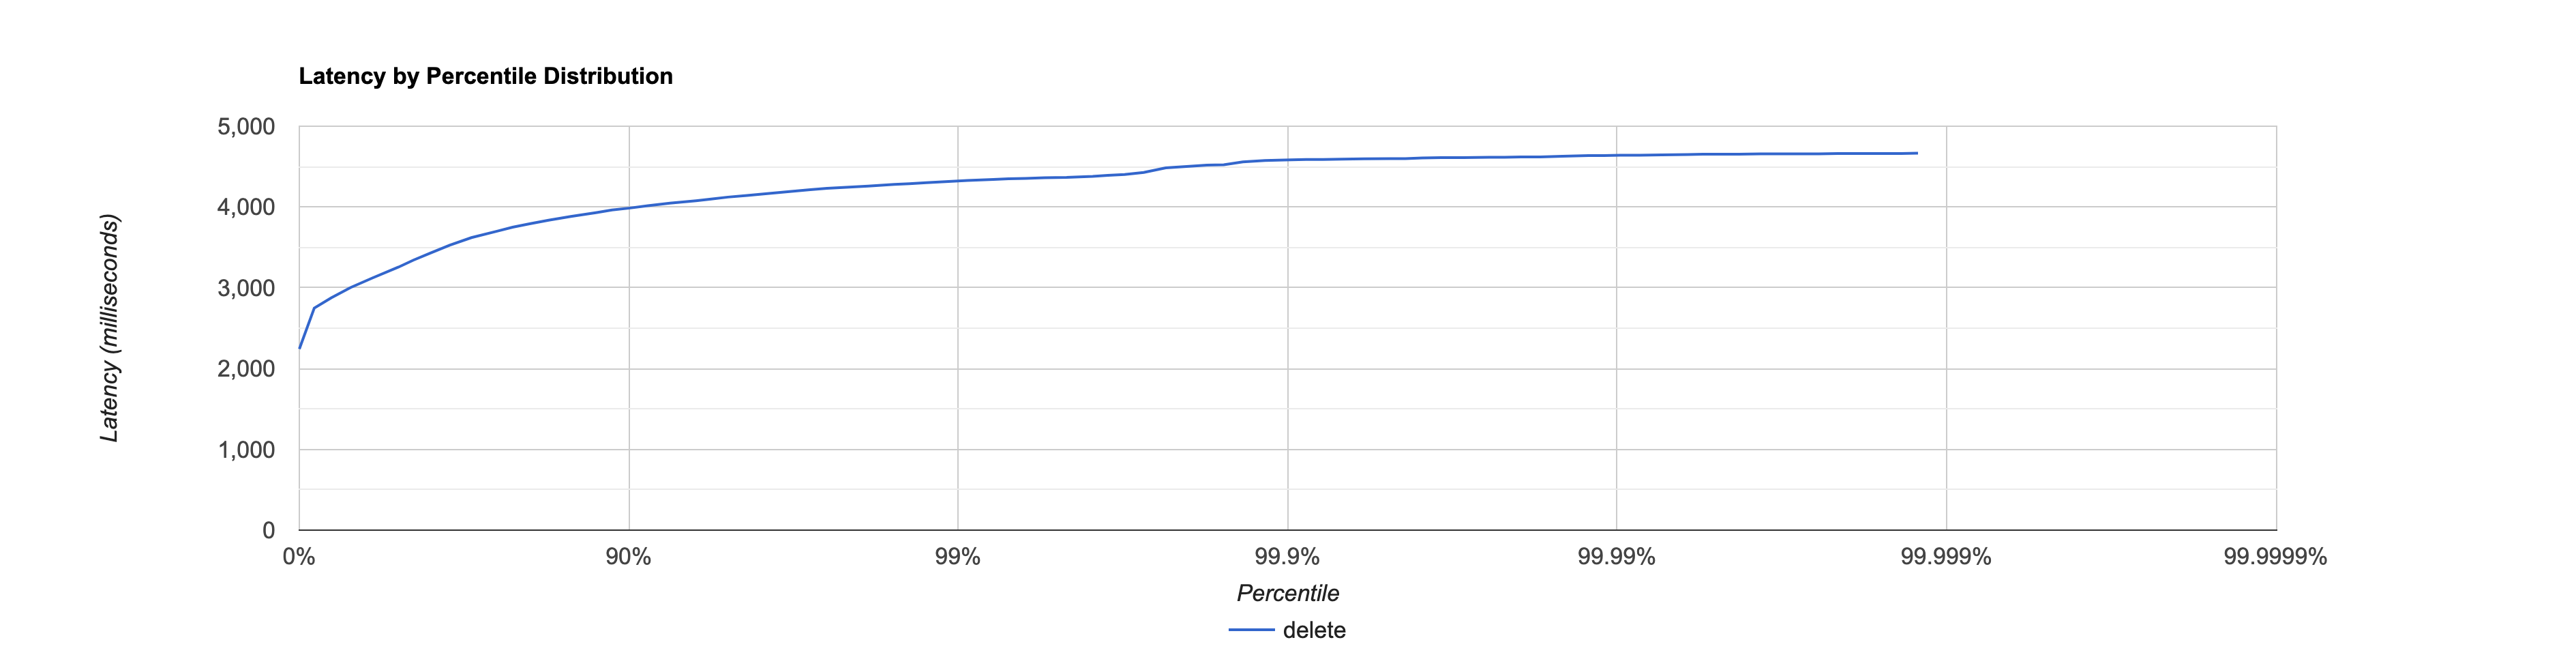 Latency by Percentile Distribution
Latency (milliseconds)
5,000
4,000
3,000
2,000
1,000
0
0% 90% 99% 99.9% 99.99% 99.999% 99.9999%
Percentile
delete